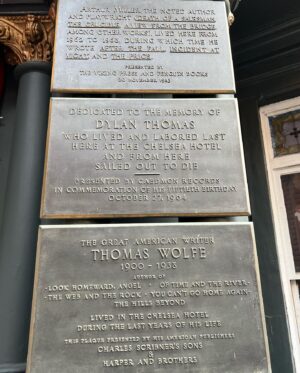 ARTHUR MILLER, THE NOTED AUTHOR
AND PLAYWRIGHT (DEATH OF A SALESMAN,
THE CRUCIBLE, A VIEW FROM THE BRIDGE
AMONG OTHER WORKS) LIVED HERE FROM
1962 TO 1968, DURING WHICH TIME HE
WROTE AFTER THE FALL, INCIDENT AT
VICHY AND THE PRICE.
PRESENTED BY
THE VIKING PRESS AND PENGUIN BOOKS
NOVEMBER 1983
DEDICATED TO THE MEMORY OF
DYLAN THOMAS
WHO LIVED AND LABORED LAST
HERE AT THE CHELSEA HOTEL
AND FROM HERE
SAILED OUT TO DIE
PRESENTED BY CAEDMON RECORDS
IN COMMEMORATION OF HIS FIFTIETH BIRTHDAY
OCTOBER 27, 1964
THE GREAT AMERICAN WRITER
THOMAS WOLFE
1900 - 1938
AUTHOR OF
-LOOK HOMEWARD, ANGEL - OF TIME AND THE RIVER-
-THE WEB AND THE ROCK - YOU CAN'T GO HOME AGAIN-
THE HILLS BEYOND
LIVED IN THE CHELSEA HOTEL
DURING THE LAST YEARS OF HIS LIFE
THIS PLAQUE PRESENTED BY HIS AMERICAN PUBLISHERS
CHARLES SCRIBNER'S SONS
&
HARPER AND BROTHERS